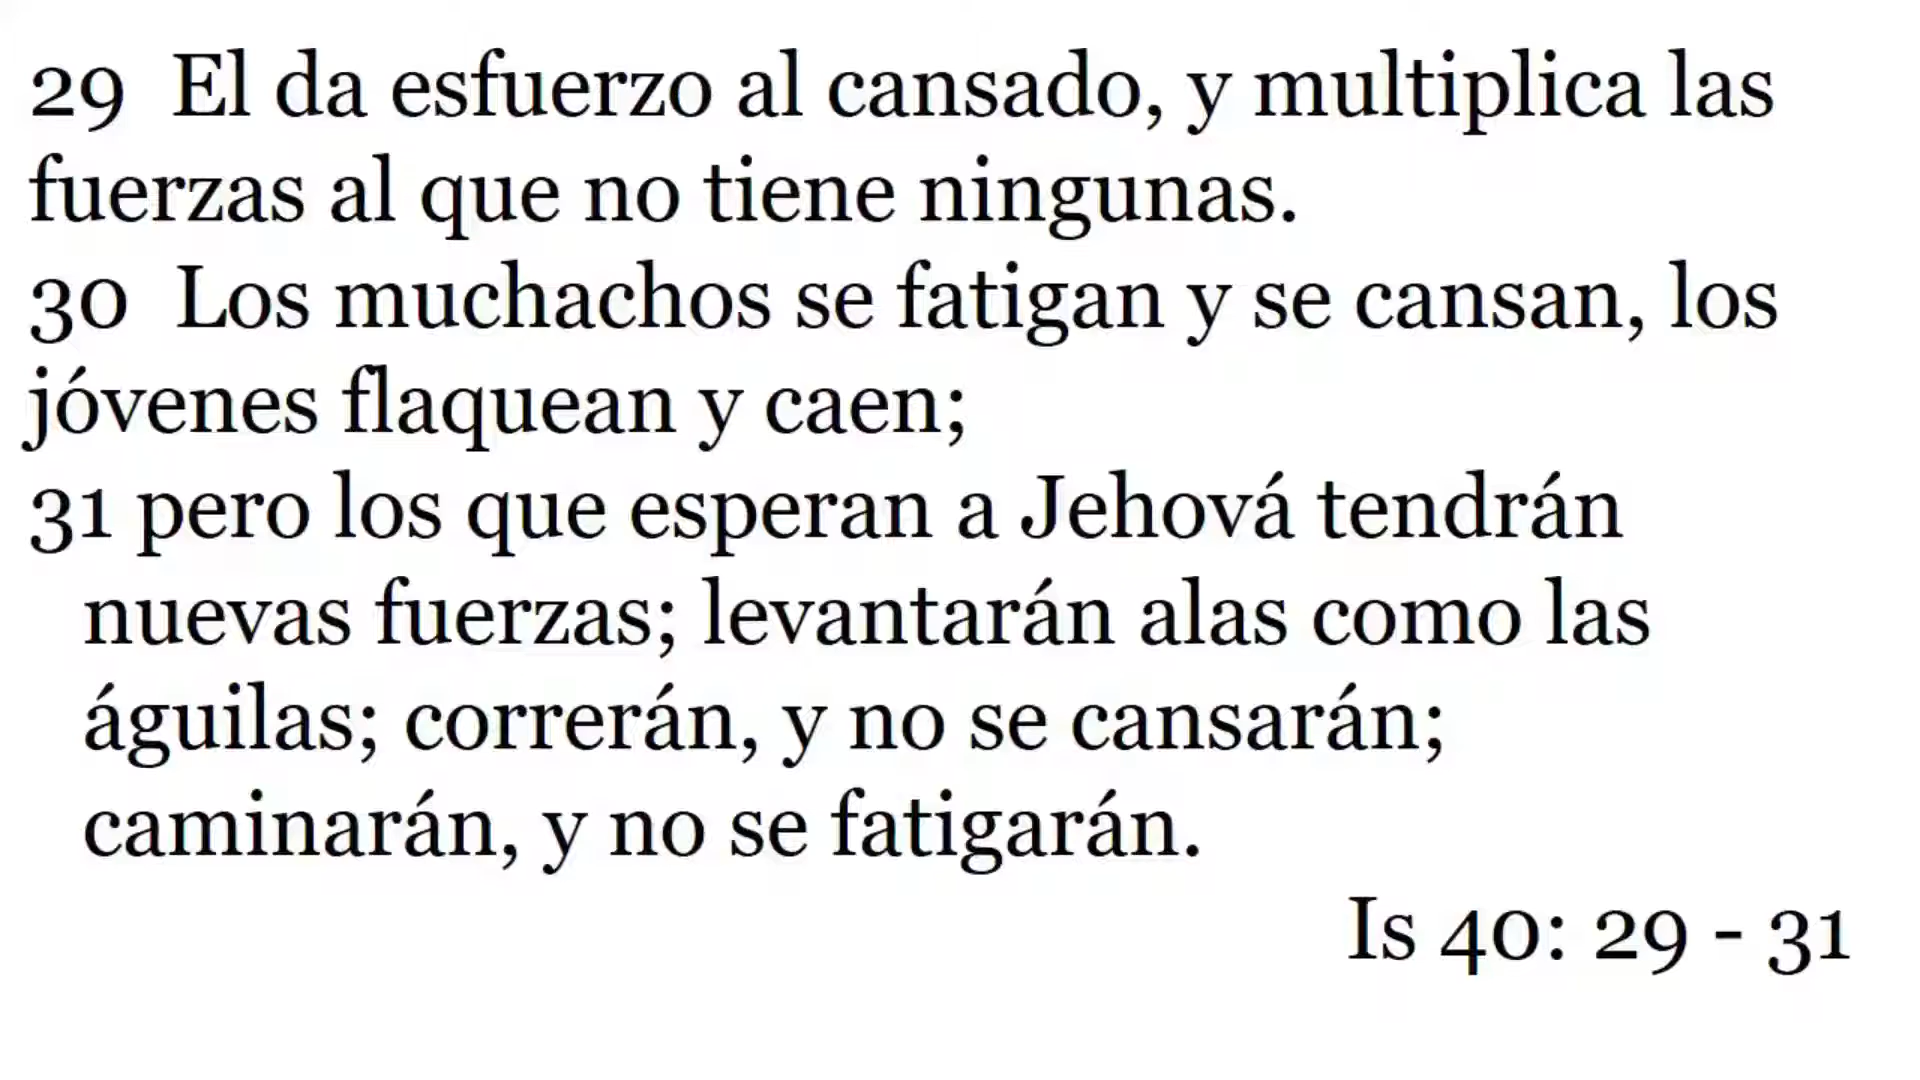 29 El da esfuerzo al cansado, y multiplica las
fuerzas al que no tiene ningunas.
30 Los muchachos se fatigan y se cansan, los
jóvenes flaquean y caen;
31 pero los que esperan a Jehová tendrán
nuevas fuerzas; levantarán alas como las
águilas; correrán, y no se cansarán;
caminarán, y no se fatigarán.
Is 40: 29 - 31